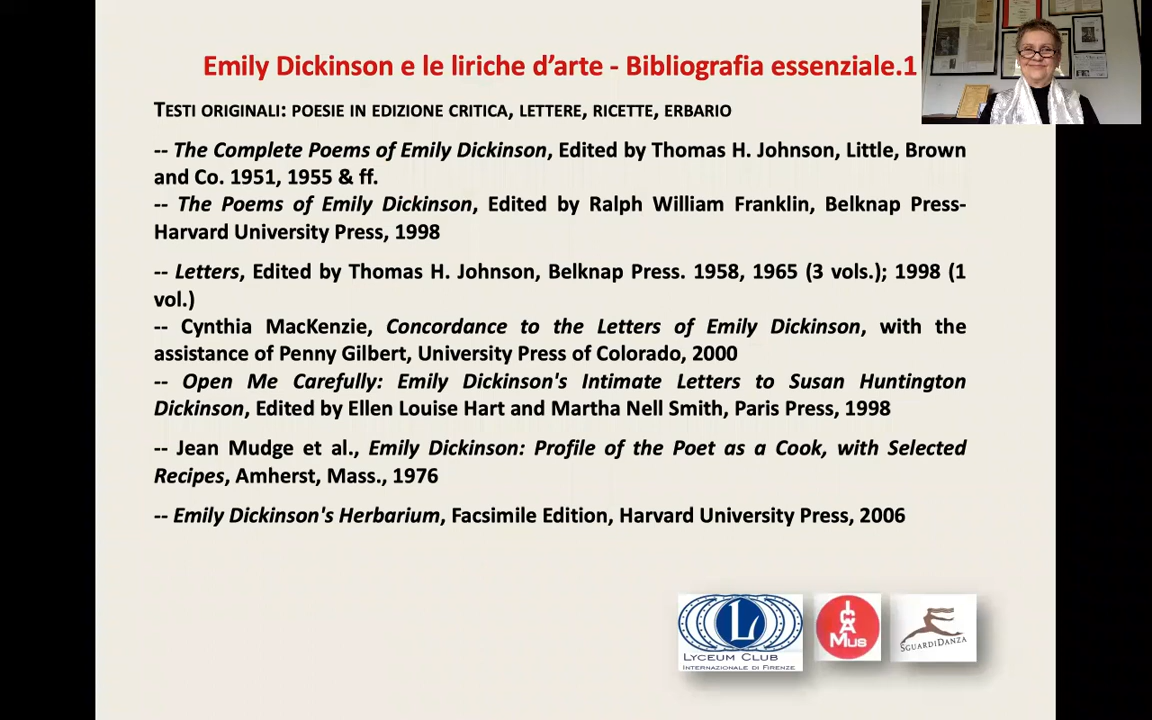 Emily Dickinson e le liriche d’arte - Bibliografia essenziale.1
TESTI ORIGINALI: POESIE IN EDIZIONE CRITICA, LETTERE, RICETTE, ERBARIO
-- The Complete Poems of Emily Dickinson, Edited by Thomas H. Johnson, Little, Brown
and Co. 1951, 1955 & ff.
-- The Poems of Emily Dickinson, Edited by Ralph William Franklin, Belknap Press-
Harvard University Press, 1998
-- Letters, Edited by Thomas H. Johnson, Belknap Press. 1958, 1965 (3 vols.); 1998 (1
vol.)
-- Cynthia MacKenzie, Concordance to the Letters of Emily Dickinson, with the
assistance of Penny Gilbert, University Press of Colorado, 2000
-- Open Me Carefully: Emily Dickinson's Intimate Letters to Susan Huntington
Dickinson, Edited by Ellen Louise Hart and Martha Nell Smith, Paris Press, 1998
-- Jean Mudge et al., Emily Dickinson: Profile of the Poet as a Cook, with Selected
Recipes, Amherst, Mass., 1976
-- Emily Dickinson's Herbarium, Facsimile Edition, Harvard University Press, 2006
L
LYCEUM CLUB
INTERNAZIONALE DI FIRENZE
ICAMus
SGUARDIDANZA